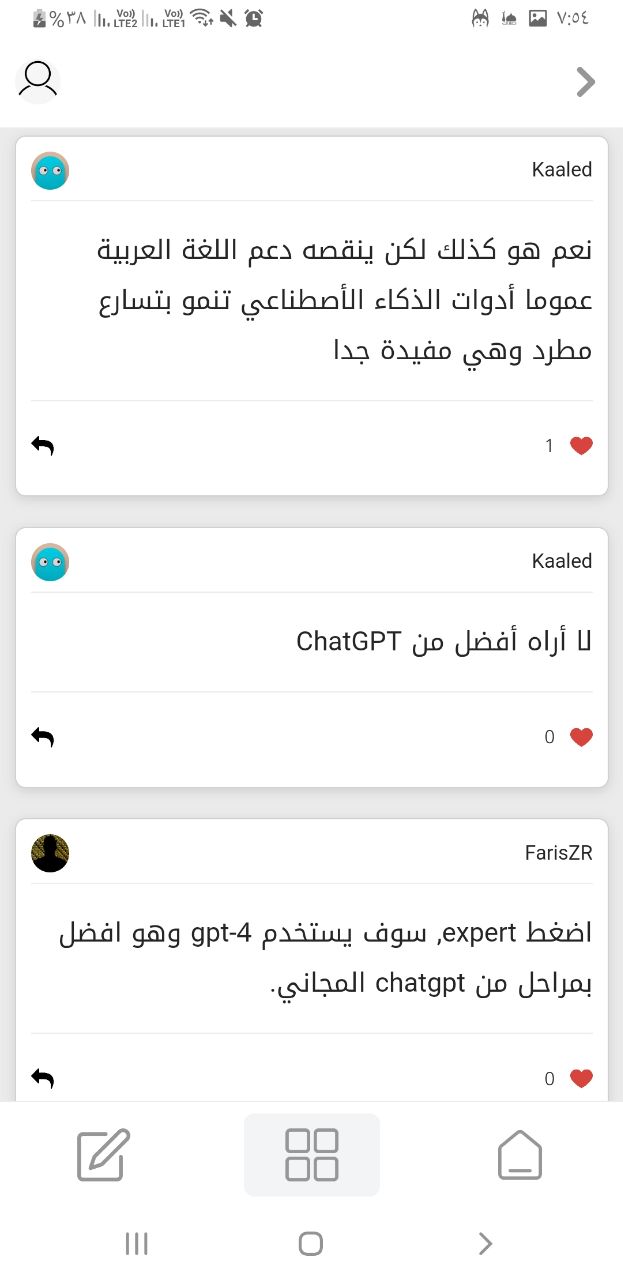 %٣٨ Vo)) LTE2 Vo)) LTE1 ٧:٥٤
Kaaled
نعم هو كذلك لكن ينقصه دعم اللغة العربية
عموما أدوات الذكاء الأصطناعي تنمو بتسارع
مطرد وهي مفيدة جدا
1
Kaaled
لا أراه أفضل من ChatGPT
0
FarisZR
اضغط expert, سوف يستخدم gpt-4 وهو افضل
بمراحل من chatgpt المجاني.
0